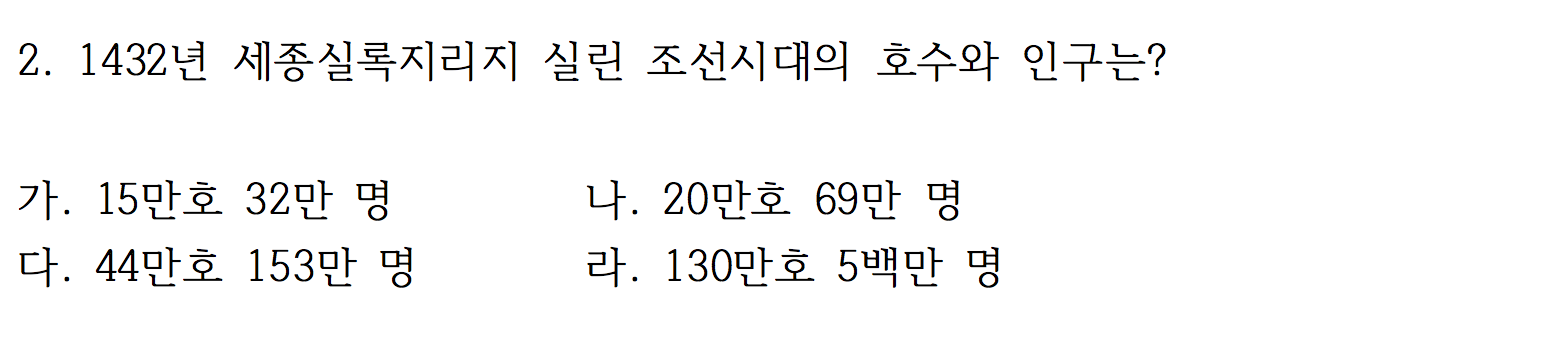 2. 1432년 세종실록지리지 실린 조선시대의 호수와 인구는?
가. 15만호 32만 명 나. 20만호 69만 명
다. 44만호 153만 명 라. 130만호 5백만 명